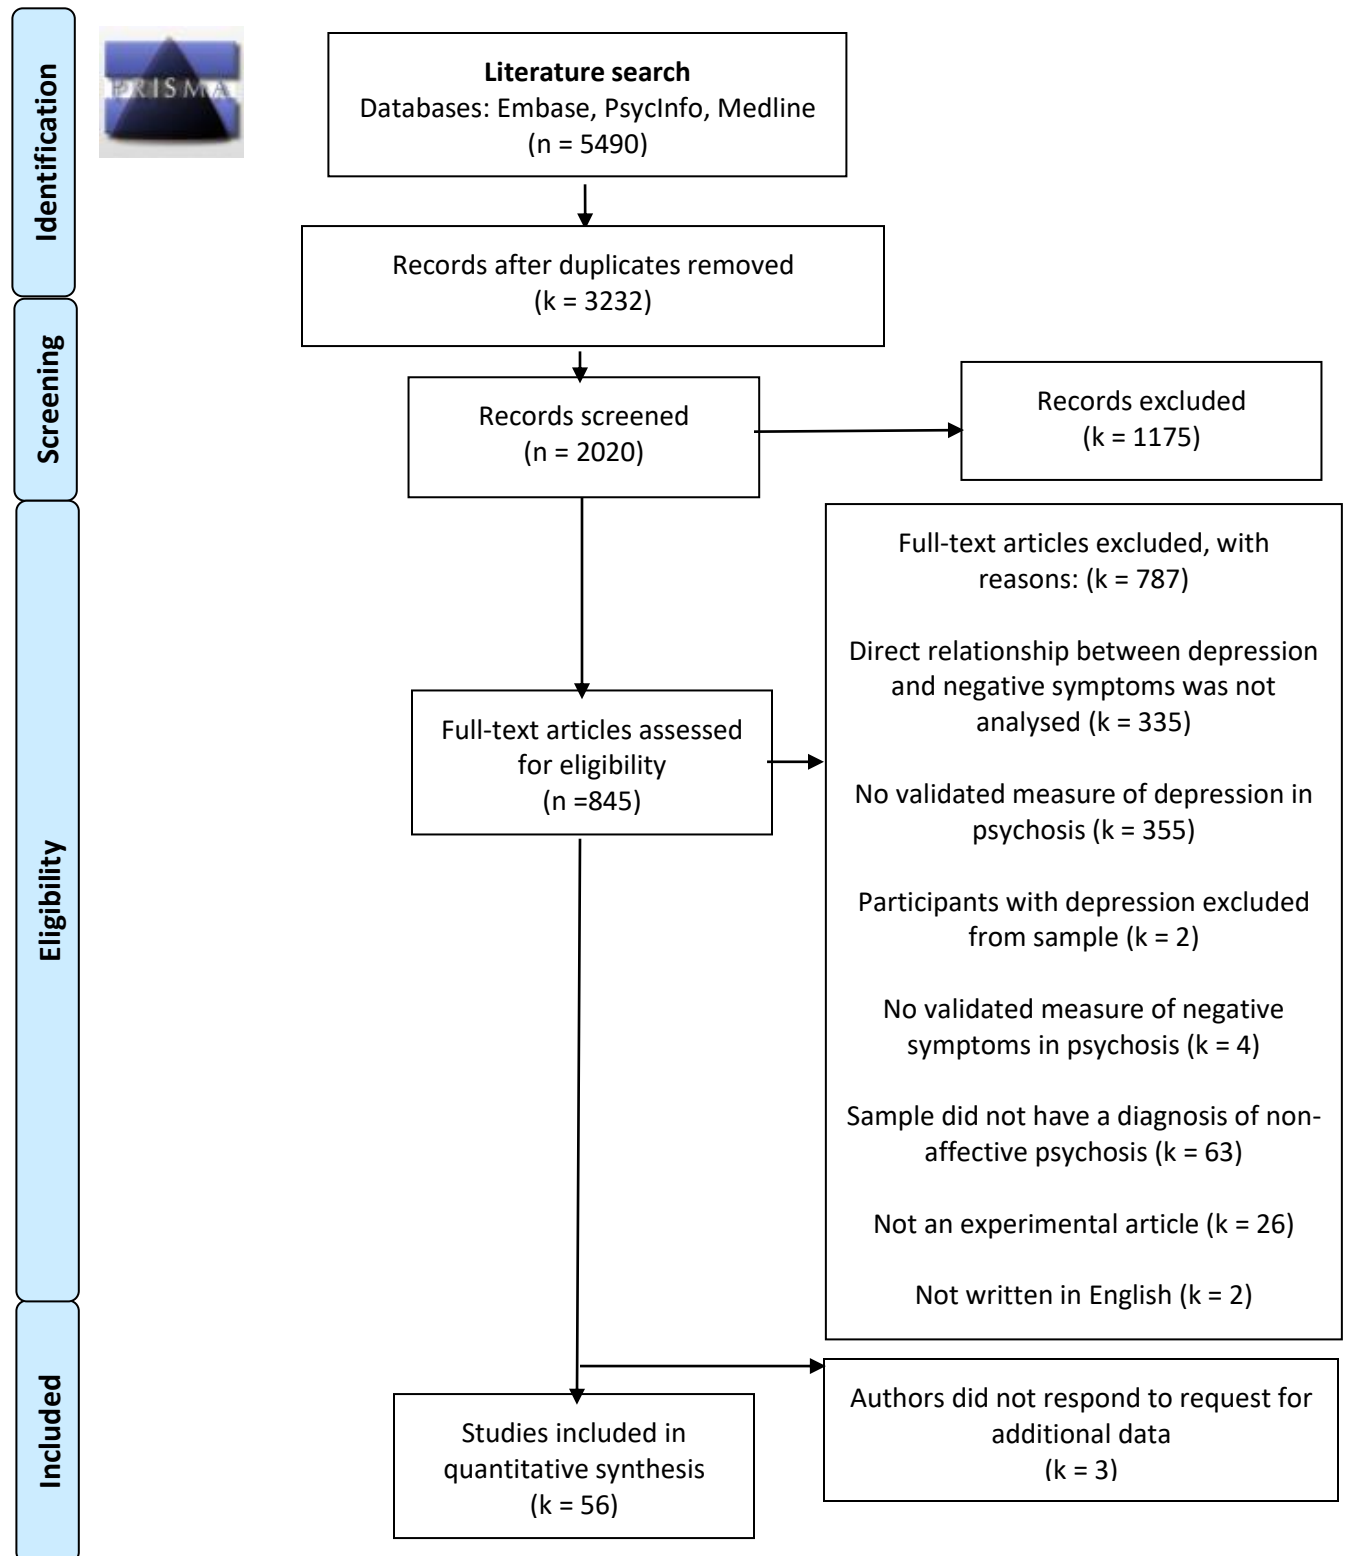 Identification
PRISMA
Literature search
Databases: Embase, PsycInfo, Medline
(n = 5490)
Records after duplicates removed
(k = 3232)
Screening
Records screened
(n = 2020)
Records excluded
(k = 1175)
Eligibility
Full-text articles assessed
for eligibility
(n =845)
Full-text articles excluded, with
reasons: (k = 787)
Direct relationship between depression
and negative symptoms was not
analysed (k = 335)
No validated measure of depression in
psychosis (k = 355)
Participants with depression excluded
from sample (k = 2)
No validated measure of negative
symptoms in psychosis (k = 4)
Sample did not have a diagnosis of non-
affective psychosis (k = 63)
Not an experimental article (k = 26)
Not written in English (k = 2)
Included
Studies included in
quantitative synthesis
(k = 56)
Authors did not respond to request for
additional data
(k = 3)